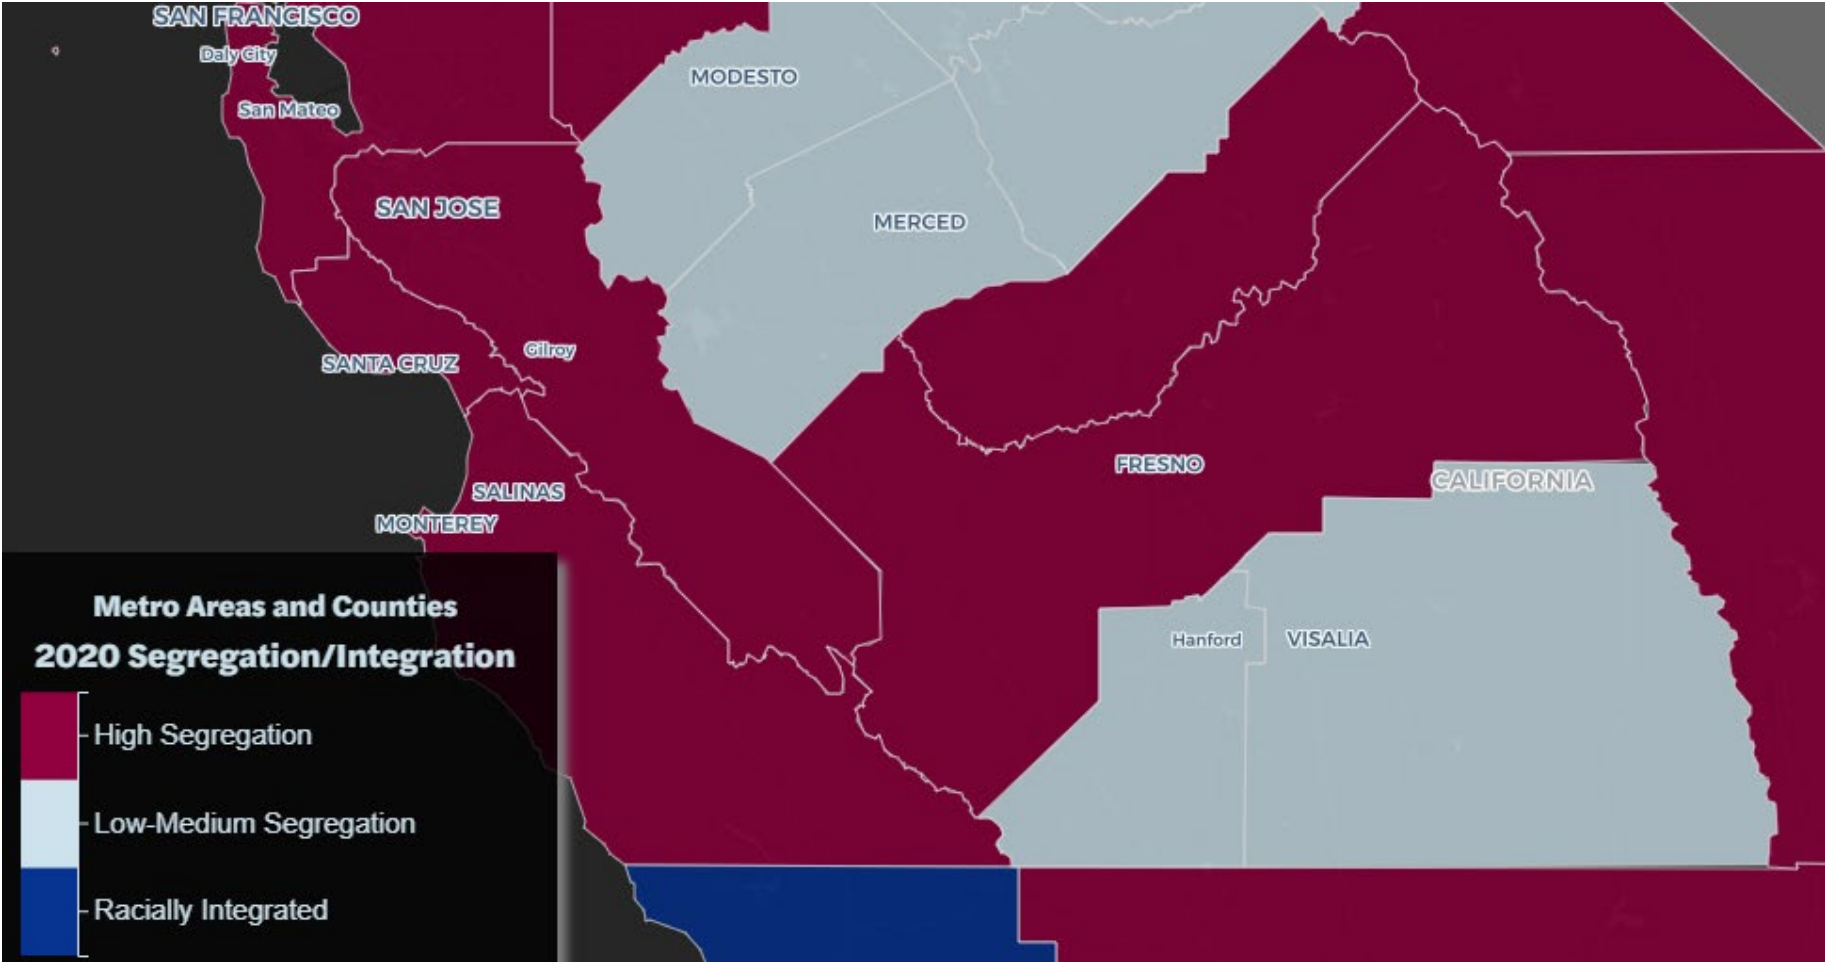 SAN FRANCISCO
Daly City
MODESTO
San Mateo
SAN JOSE
MERCED
Gilroy
SANTA CRUZ
FRESNO
CALIFORNIA
SALINAS
MONTEREY
Hanford
VISALIA
Metro Areas and Counties
2020 Segregation/Integration
High Segregation
Low-Medium Segregation
Racially Integrated